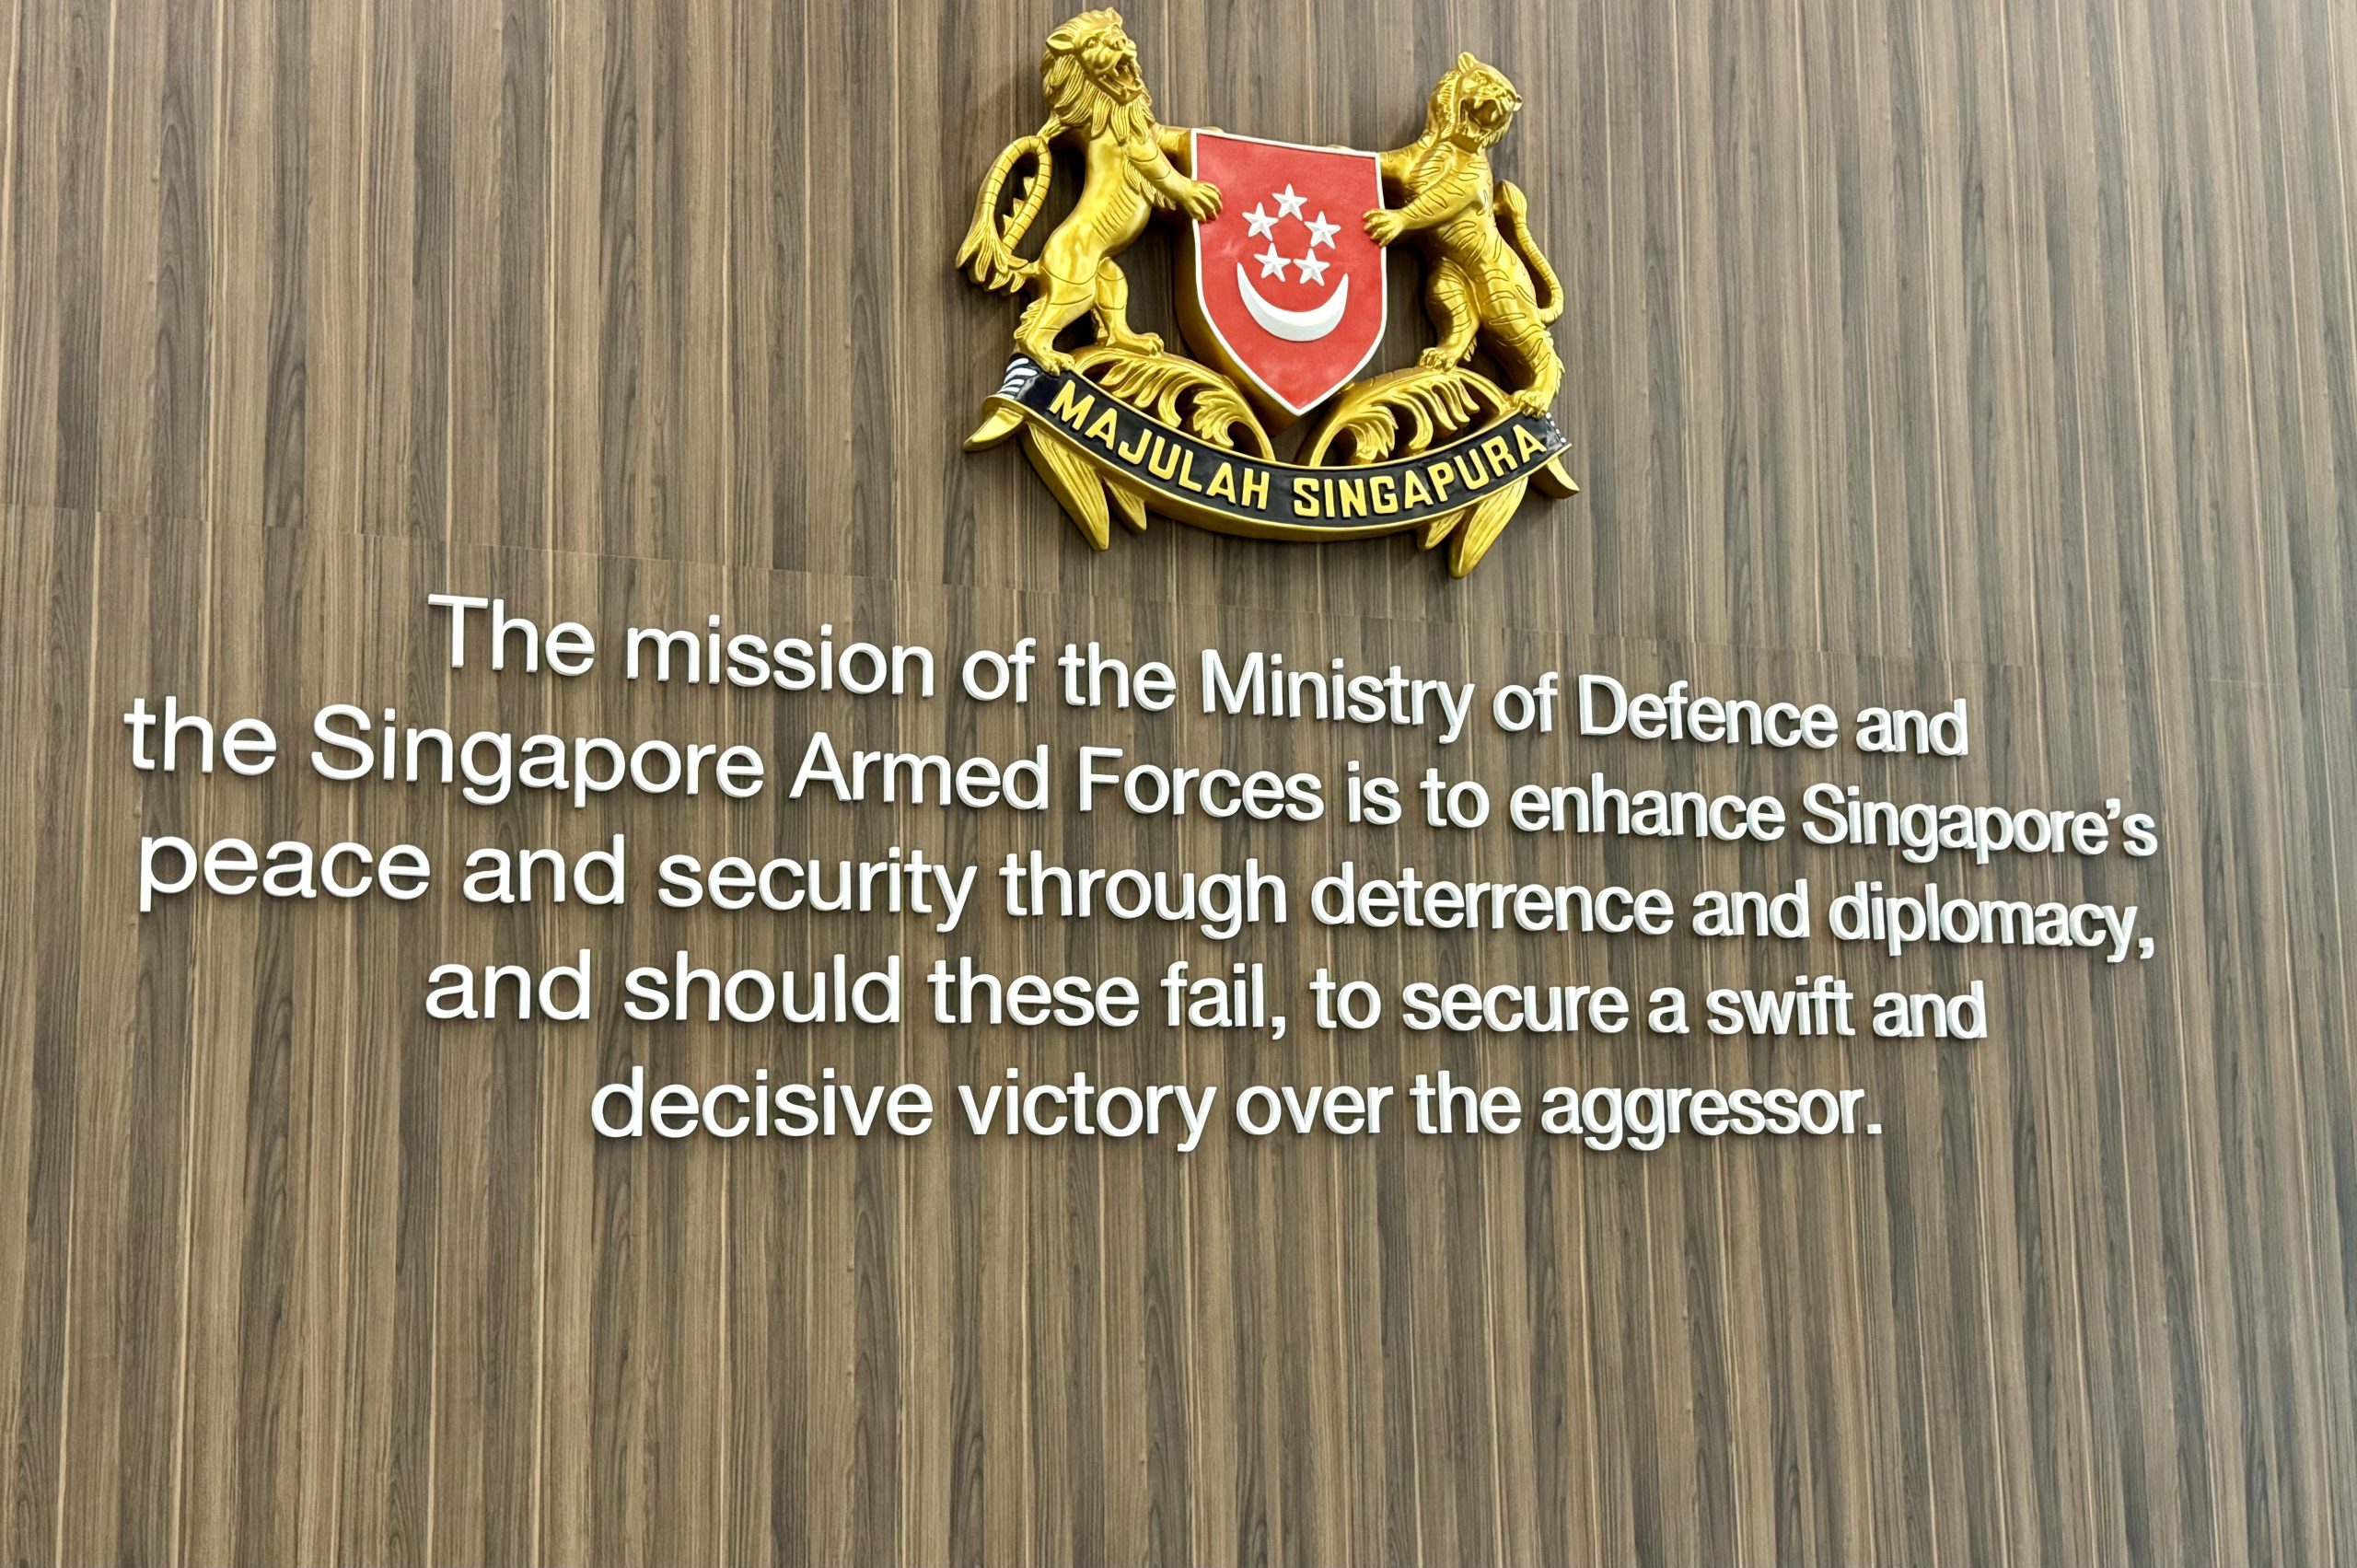 MAJULAH SINGAPURA
The mission of the Ministry of Defence and
the Singapore Armed Forces is to enhance Singapore’s
peace and security through deterrence and diplomacy,
and should these fail, to secure a swift and
decisive victory over the aggressor.